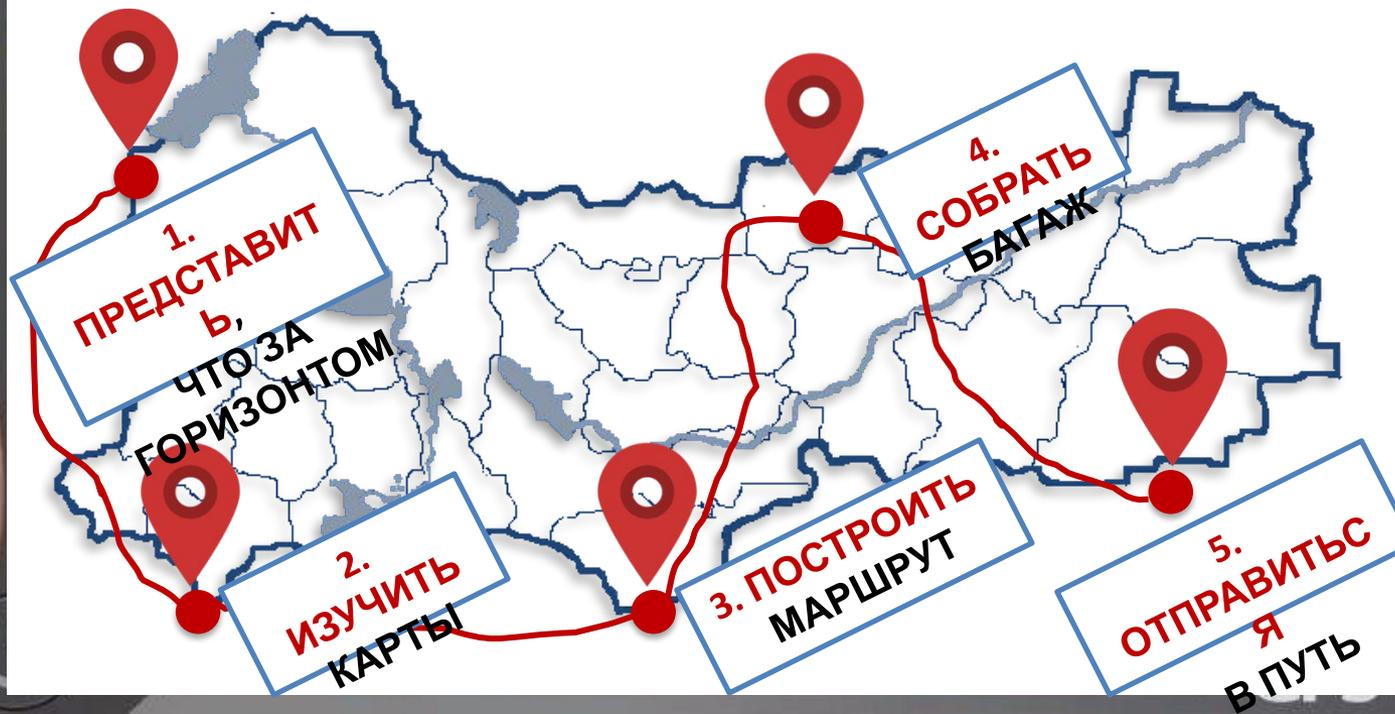 1.
ПРЕДСТАВИТ
Ь,
ЧТО ЗА
ГОРИЗОНТОМ
2.
ИЗУЧИТЬ
КАРТЫ
3. ПОСТРОИТЬ
МАРШРУТ
4.
СОБРАТЬ
БАГАЖ
5.
ОТПРАВИТЬС
Я
В ПУТЬ